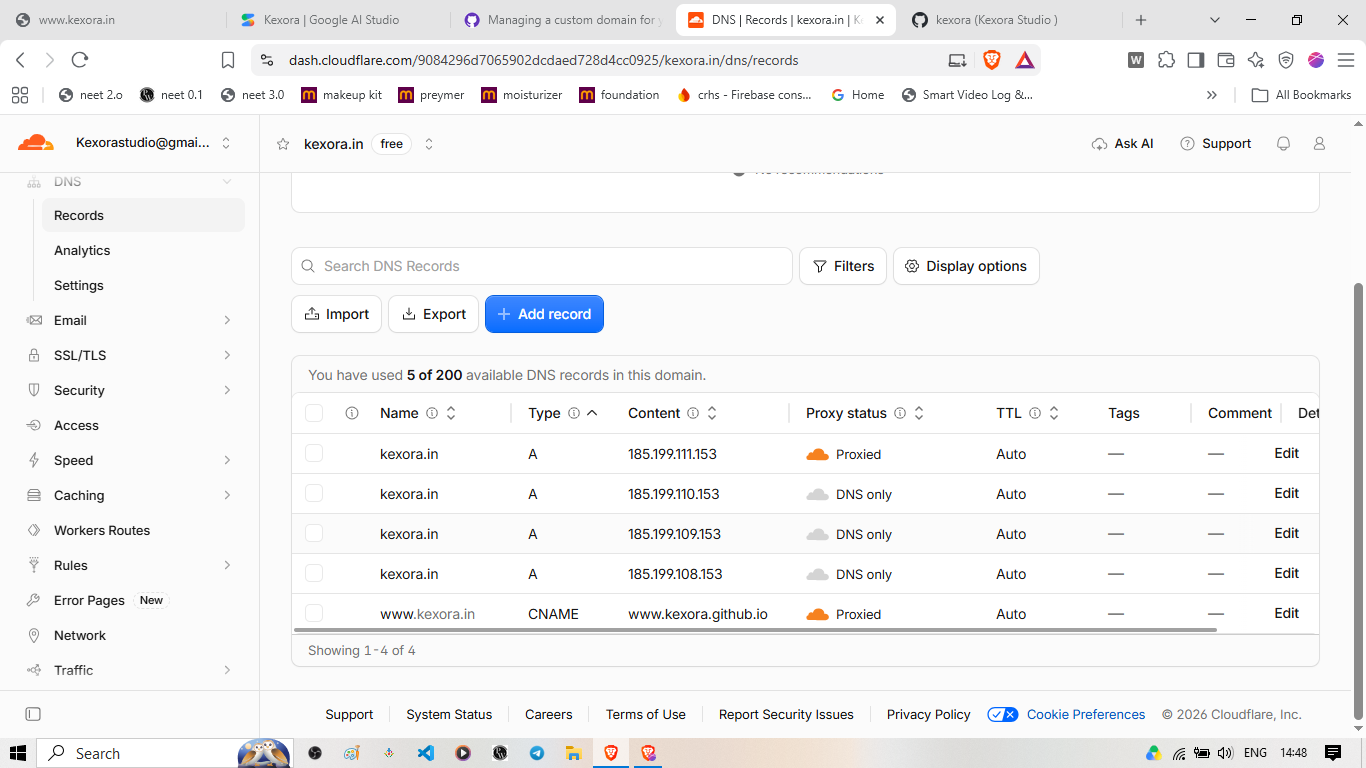 www.kexora.in
Kexora | Google AI Studio
Managing a custom domain for y
DNS | Records | kexora.in | Ke
kexora (Kexora Studio )
dash.cloudflare.com/9084296d7065902dcdaed728d4cc0925/kexora.in/dns/records
neet 2.o
neet 0.1
neet 3.0
makeup kit
preymer
moisturizer
foundation
crhs - Firebase cons...
Home
Smart Video Log &...
All Bookmarks
Kexorastudio@gmai...
kexora.in free
Ask AI
Support
DNS
Records
Analytics
Settings
Email
SSL/TLS
Security
Access
Speed
Caching
Workers Routes
Rules
Error Pages New
Network
Traffic
No recommendations
Search DNS Records
Filters
Display options
Import
Export
Add record
You have used 5 of 200 available DNS records in this domain.
Name Type Content Proxy status TTL Tags Comment
kexora.in A 185.199.111.153 Proxied Auto — — Edit
kexora.in A 185.199.110.153 DNS only Auto — — Edit
kexora.in A 185.199.109.153 DNS only Auto — — Edit
kexora.in A 185.199.108.153 DNS only Auto — — Edit
www.kexora.in CNAME www.kexora.github.io Proxied Auto — — Edit
Showing 1-4 of 4
Support System Status Careers Terms of Use Report Security Issues Privacy Policy Cookie Preferences © 2026 Cloudflare, Inc.
Search
ENG
14:48